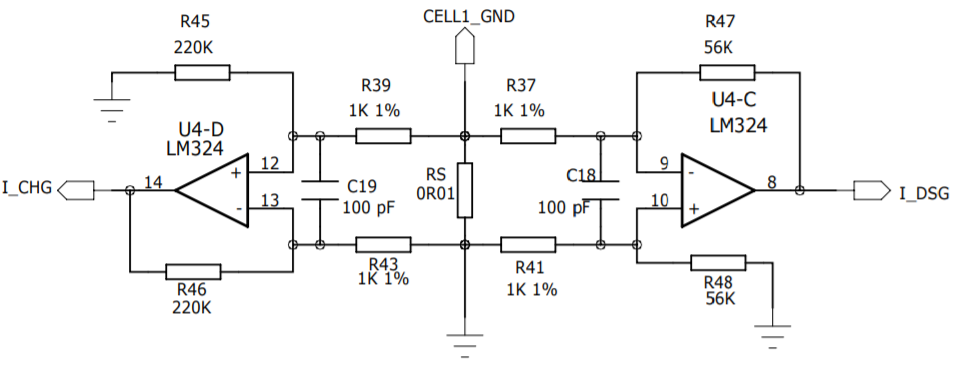 CELL1_GND
R45
220K
R47
56K
R39
1K 1%
R37
1K 1%
U4-C
LM324
U4-D
LM324
12
+
9
-
I_CHG
14
C19
100 pF
RS
0R01
C18
100 pF
8
I_DSG
13
-
10
+
R43
1K 1%
R41
1K 1%
R46
220K
R48
56K